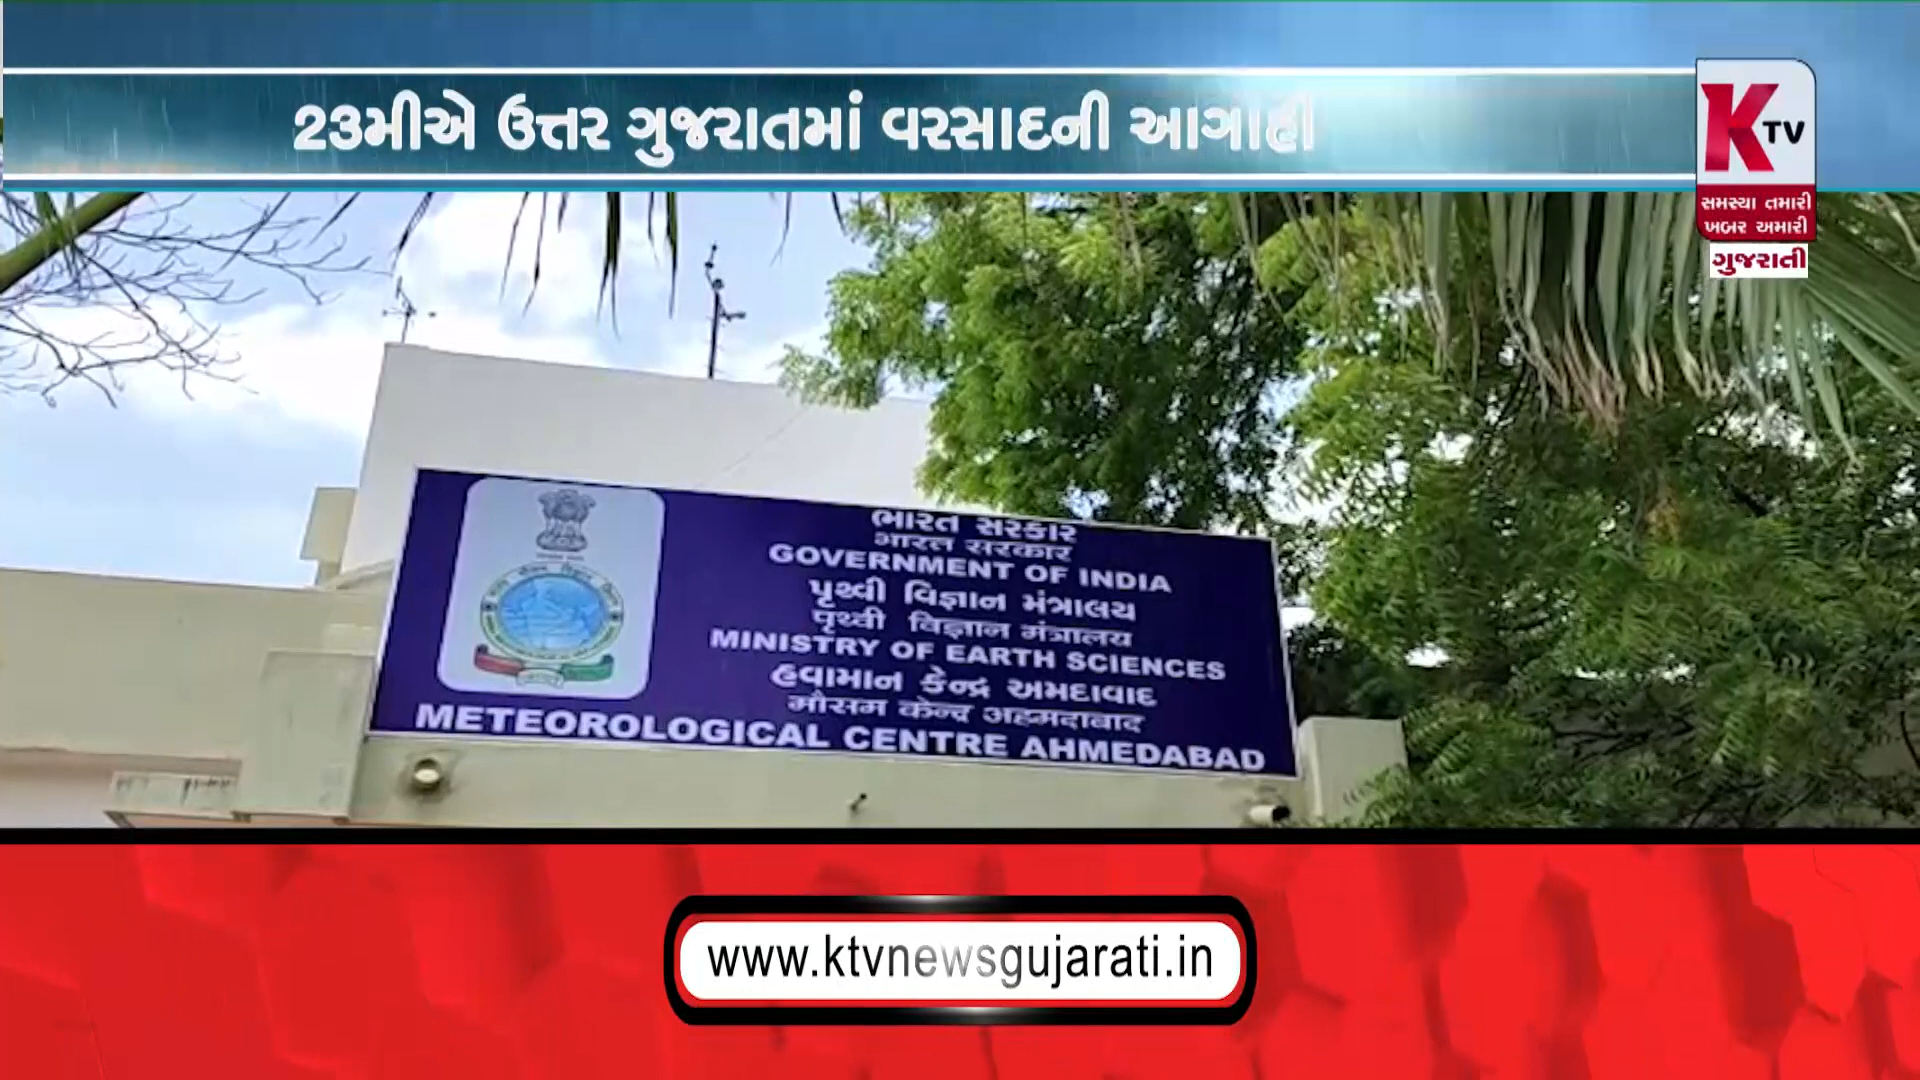 23મીએ ઉત્તર ગુજરાતમાં વરસાદની આગાહી
K TV
સમસ્યા તમારી
ખબર અમારી
ગુજરાતી
ભારત સરકાર
भारत सरकार
GOVERNMENT OF INDIA
પૃથ્વી વિજ્ઞાન મંત્રાલય
पृथ्वी विज्ञान मंत्रालय
MINISTRY OF EARTH SCIENCES
હવામાન કેન્દ્ર અમદાવાદ
मौसम केन्द्र अहमदाबाद
METEOROLOGICAL CENTRE AHMEDABAD
www.ktvnewsgujarati.in